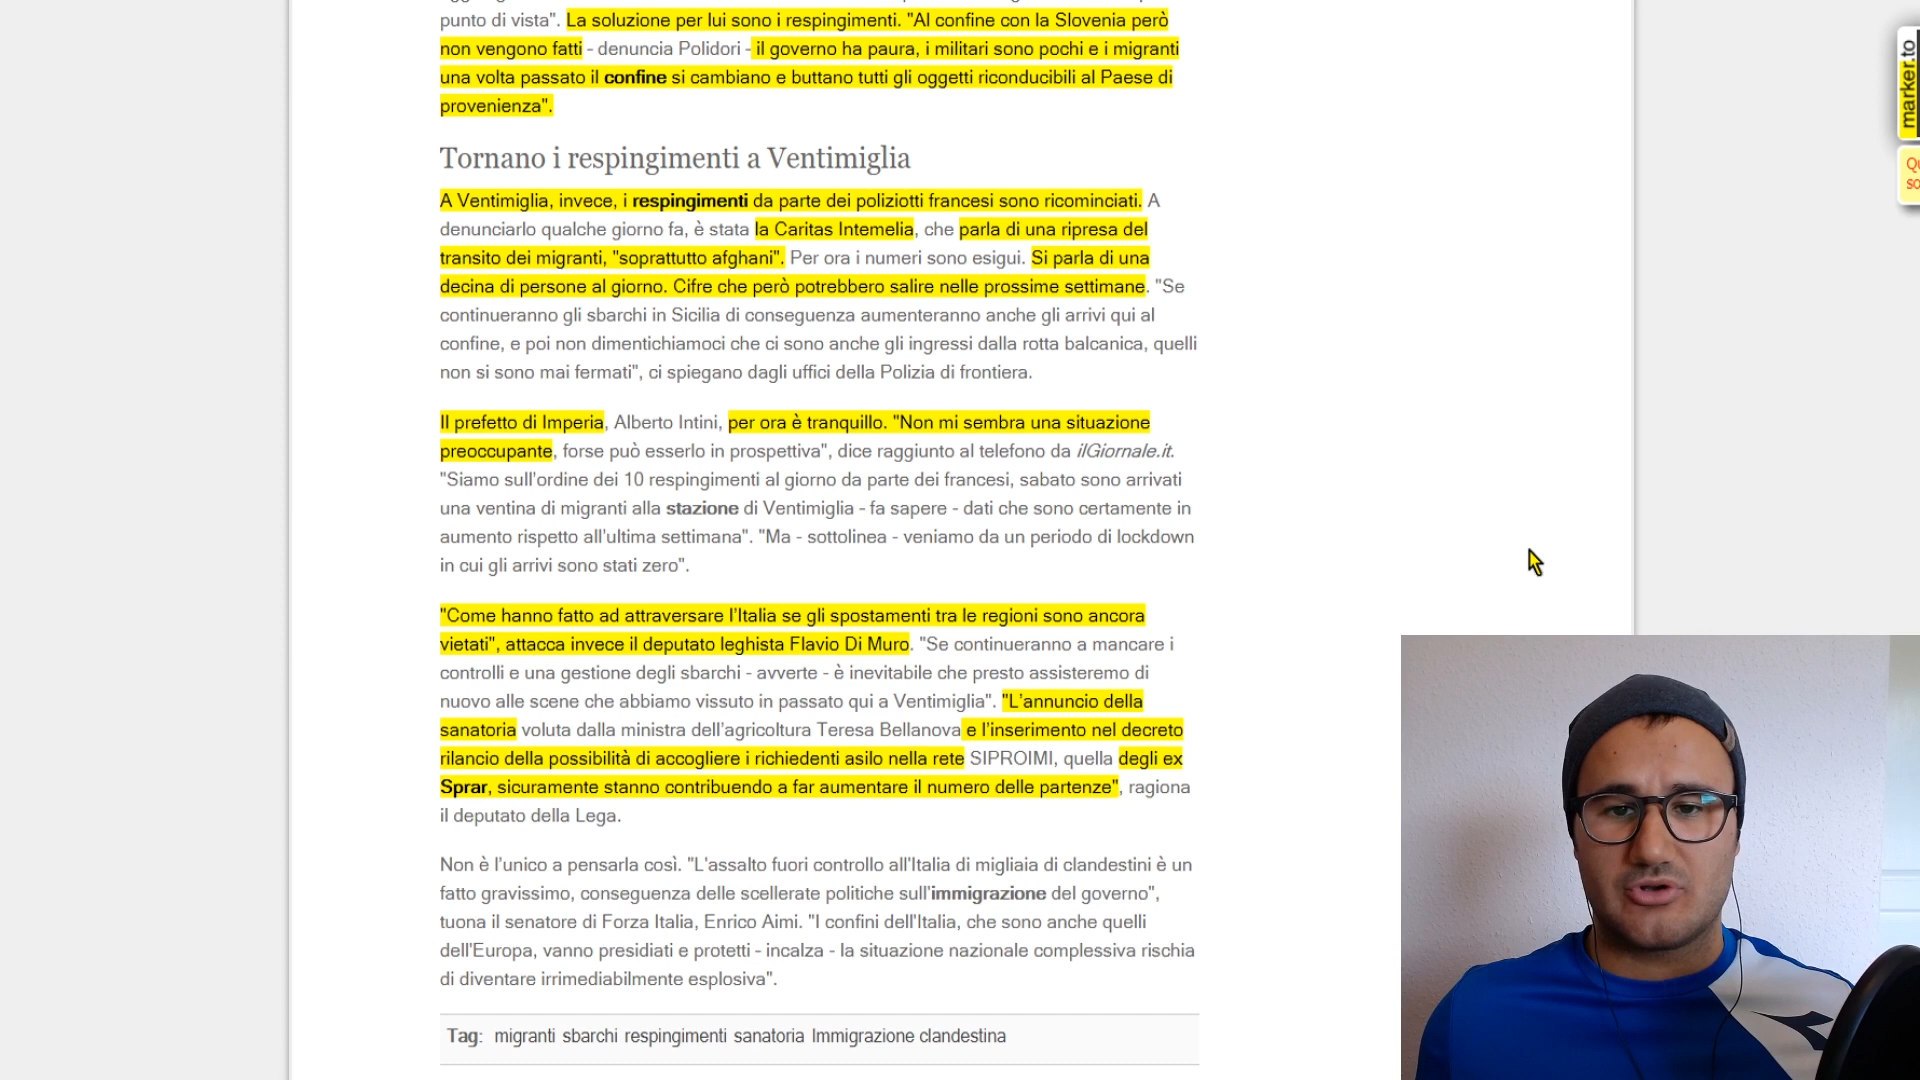 punto di vista". La soluzione per lui sono i respingimenti. "Al confine con la Slovenia però
non vengono fatti - denuncia Polidori - il governo ha paura, i militari sono pochi e i migranti
una volta passato il confine si cambiano e buttano tutti gli oggetti riconducibili al Paese di
provenienza".
Tornano i respingimenti a Ventimiglia
A Ventimiglia, invece, i respingimenti da parte dei poliziotti francesi sono ricominciati. A
denunciarlo qualche giorno fa, è stata la Caritas Intemelia, che parla di una ripresa del
transito dei migranti, "soprattutto afghani". Per ora i numeri sono esigui. Si parla di una
decina di persone al giorno. Cifre che però potrebbero salire nelle prossime settimane. "Se
continueranno gli sbarchi in Sicilia di conseguenza aumenteranno anche gli arrivi qui al
confine, e poi non dimentichiamoci che ci sono anche gli ingressi dalla rotta balcanica, quelli
non si sono mai fermati", ci spiegano dagli uffici della Polizia di frontiera.
Il prefetto di Imperia, Alberto Intini, per ora è tranquillo. "Non mi sembra una situazione
preoccupante, forse può esserlo in prospettiva", dice raggiunto al telefono da ilGiornale.it.
"Siamo sull'ordine dei 10 respingimenti al giorno da parte dei francesi, sabato sono arrivati
una ventina di migranti alla stazione di Ventimiglia - fa sapere - dati che sono certamente in
aumento rispetto all'ultima settimana". "Ma - sottolinea - veniamo da un periodo di lockdown
in cui gli arrivi sono stati zero".
"Come hanno fatto ad attraversare l'Italia se gli spostamenti tra le regioni sono ancora
vietati", attacca invece il deputato leghista Flavio Di Muro. "Se continueranno a mancare i
controlli e una gestione degli sbarchi - avverte - è inevitabile che presto assisteremo di
nuovo alle scene che abbiamo vissuto in passato qui a Ventimiglia". "L'annuncio della
sanatoria voluta dalla ministra dell'agricoltura Teresa Bellanova e l'inserimento nel decreto
rilancio della possibilità di accogliere i richiedenti asilo nella rete SIPROIMI, quella degli ex
Sprar, sicuramente stanno contribuendo a far aumentare il numero delle partenze", ragiona
il deputato della Lega.
Non è l'unico a pensarla così. "L'assalto fuori controllo all'Italia di migliaia di clandestini è un
fatto gravissimo, conseguenza delle scellerate politiche sull'immigrazione del governo",
tuona il senatore di Forza Italia, Enrico Aimi. "I confini dell'Italia, che sono anche quelli
dell'Europa, vanno presidiati e protetti - incalza - la situazione nazionale complessiva rischia
di diventare irrimediabilmente esplosiva".
Tag: migranti sbarchi respingimenti sanatoria Immigrazione clandestina
marker.to